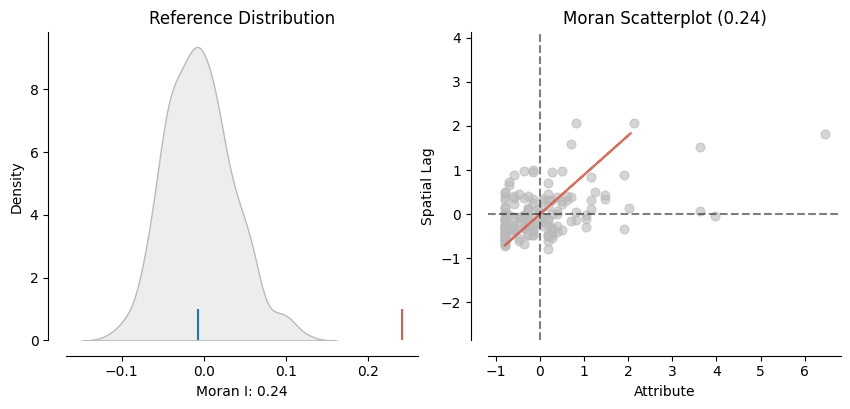 Reference Distribution
Density
8
6
4
2
0
−0.1 0.0 0.1 0.2
Moran I: 0.24
Moran Scatterplot (0.24)
Spatial Lag
4
3
2
1
0
−1
−2
−1 0 1 2 3 4 5 6
Attribute